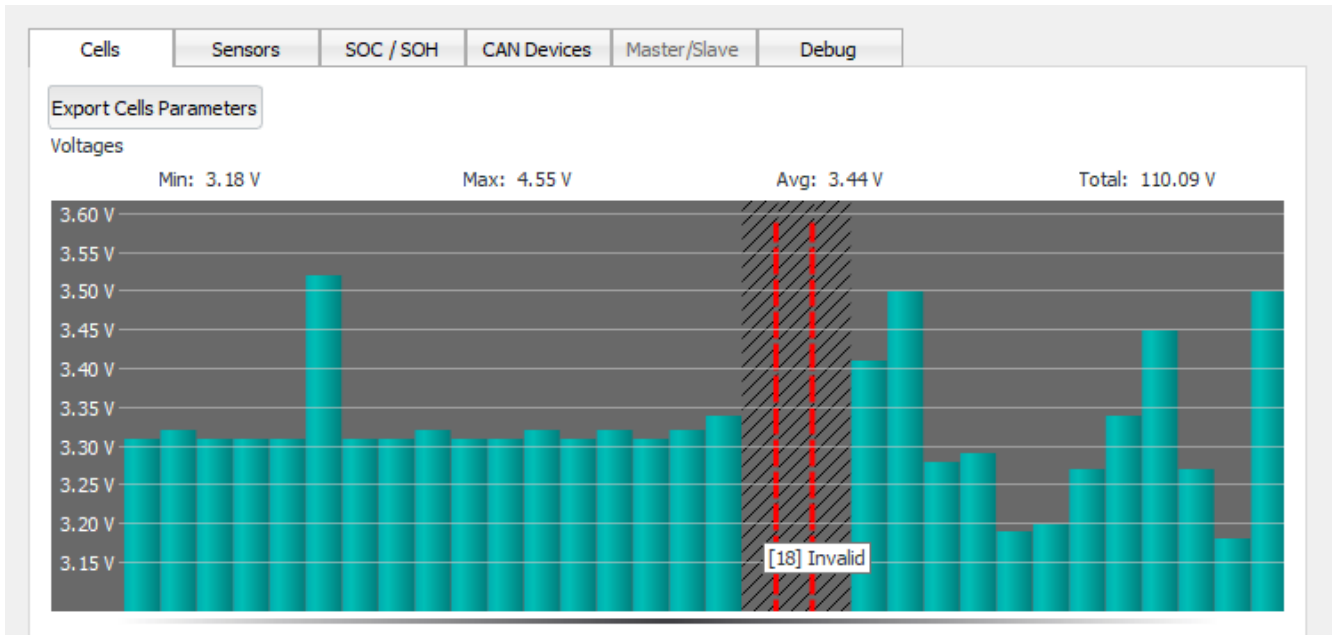 Cells Sensors SOC / SOH CAN Devices Master/Slave Debug
Export Cells Parameters
Voltages
Min: 3.18 V Max: 4.55 V Avg: 3.44 V Total: 110.09 V
3.60 V
3.55 V
3.50 V
3.45 V
3.40 V
3.35 V
3.30 V
3.25 V
3.20 V
3.15 V
[18] Invalid